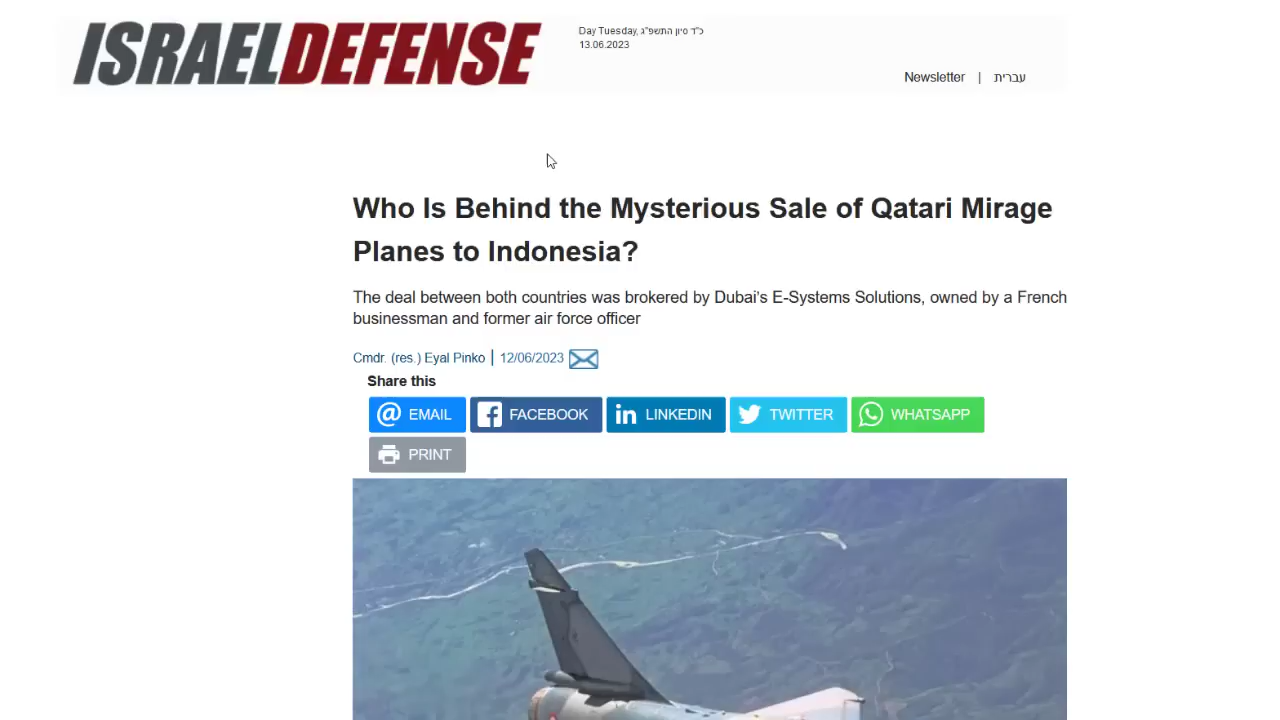 ISRAELDEFENSE
Day Tuesday, כ"ד סיון התשפ"ג
13.06.2023
Newsletter | עברית
Who Is Behind the Mysterious Sale of Qatari Mirage
Planes to Indonesia?
The deal between both countries was brokered by Dubai's E-Systems Solutions, owned by a French
businessman and former air force officer
Cmdr. (res.) Eyal Pinko | 12/06/2023
Share this
EMAIL FACEBOOK LINKEDIN TWITTER WHATSAPP
PRINT